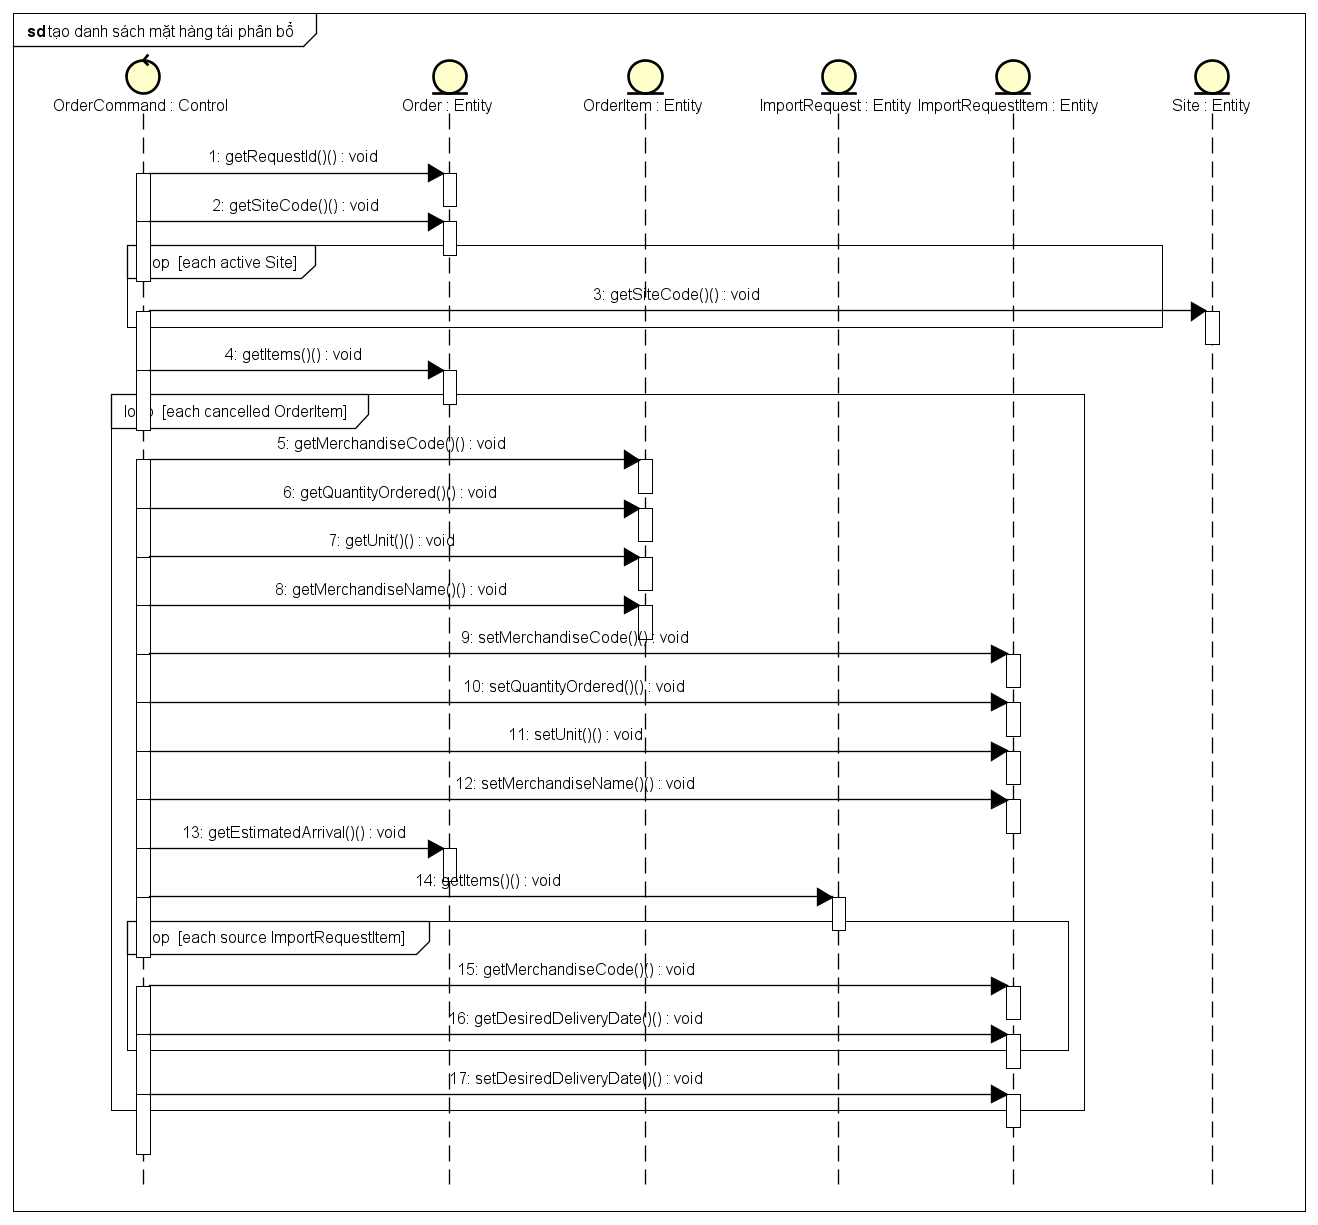 sd tạo danh sách mặt hàng tái phân bổ
OrderCommand : Control
Order : Entity
OrderItem : Entity
ImportRequest : Entity
ImportRequestItem : Entity
Site : Entity
1: getRequestId()() : void
2: getSiteCode()() : void
op [each active Site]
3: getSiteCode()() : void
4: getItems()() : void
lo p [each cancelled OrderItem]
5: getMerchandiseCode()() : void
6: getQuantityOrdered()() : void
7: getUnit()() : void
8: getMerchandiseName()() : void
9: setMerchandiseCode()() : void
10: setQuantityOrdered()() : void
11: setUnit()() : void
12: setMerchandiseName()() : void
13: getEstimatedArrival()() : void
14: getItems()() : void
op [each source ImportRequestItem]
15: getMerchandiseCode()() : void
16: getDesiredDeliveryDate()() : void
17: setDesiredDeliveryDate()() : void